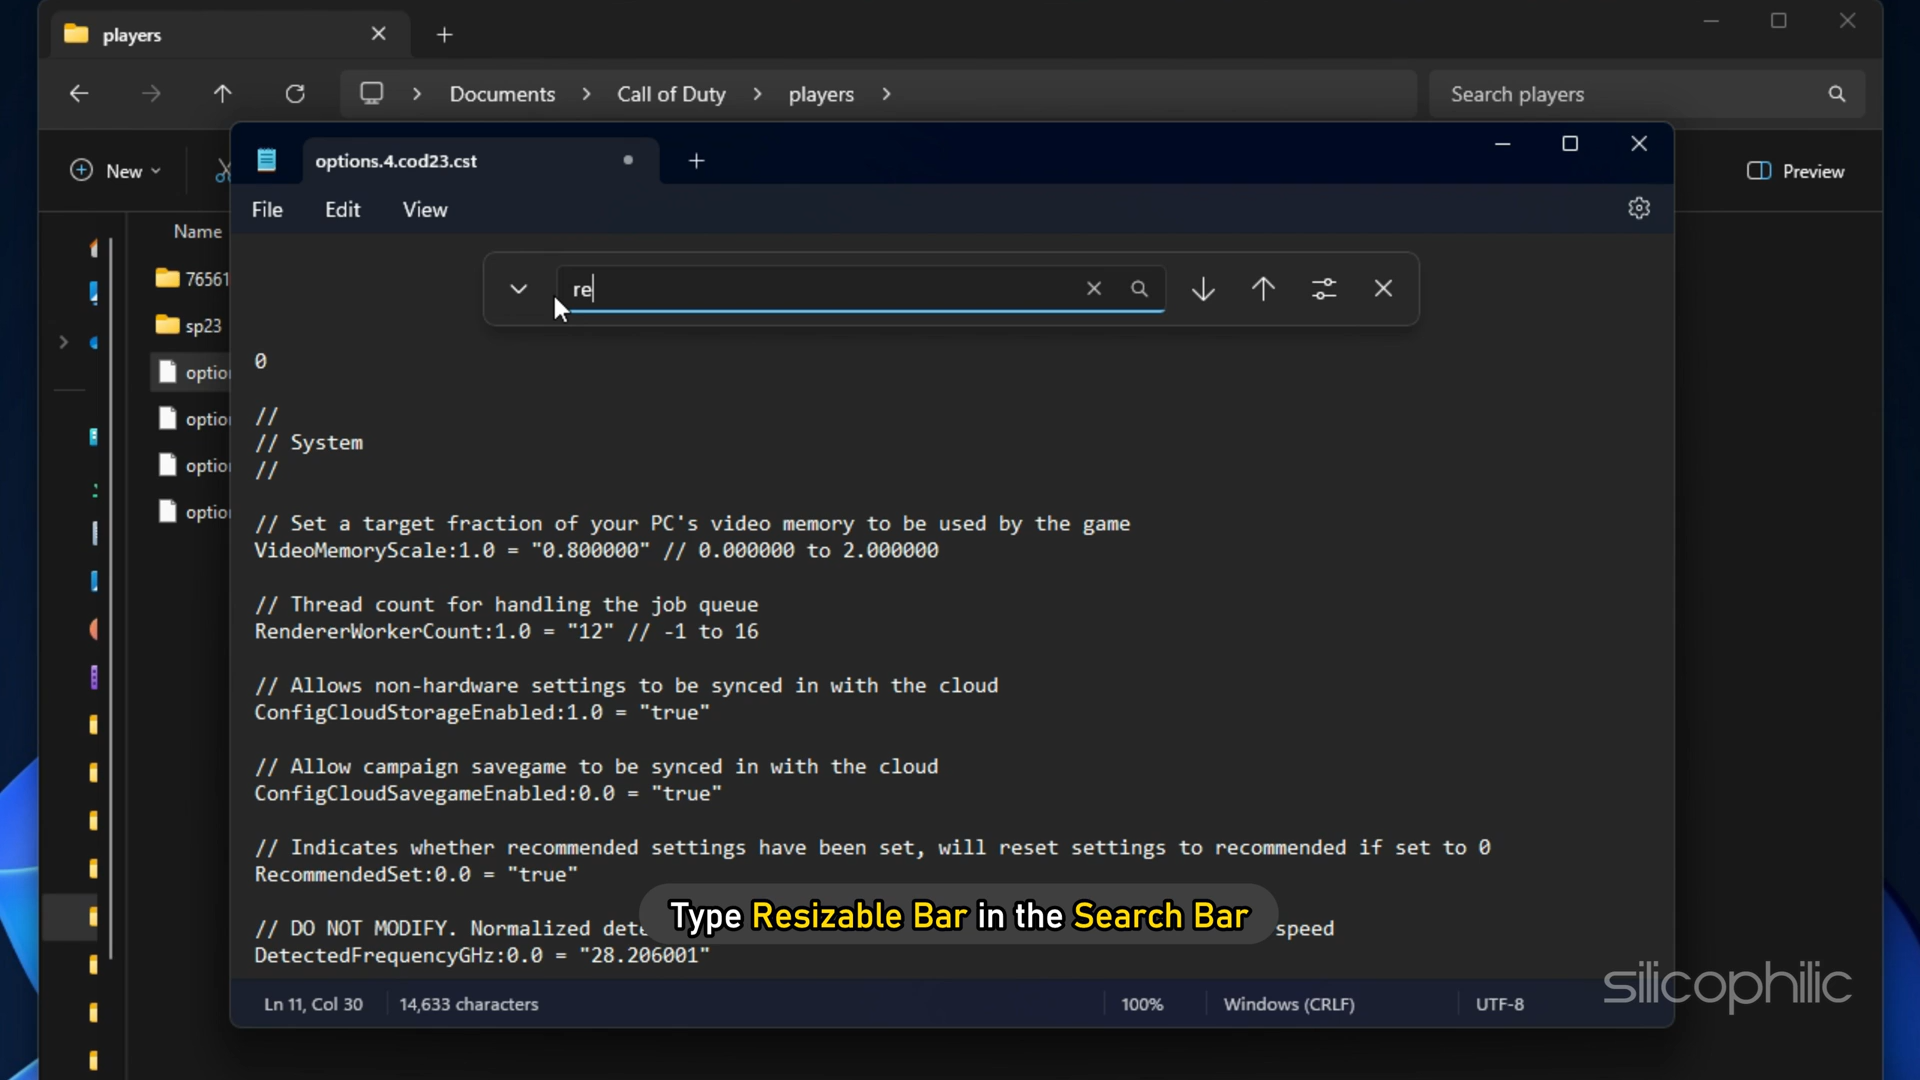 players
Documents > Call of Duty > players >
Search players
New
Preview
Name
76561
sp23
optio
optio
optio
optio
options.4.cod23.cst
File Edit View
re
0
//
// System
//
// Set a target fraction of your PC's video memory to be used by the game
VideoMemoryScale:1.0 = "0.800000" // 0.000000 to 2.000000
// Thread count for handling the job queue
RendererWorkerCount:1.0 = "12" // -1 to 16
// Allows non-hardware settings to be synced in with the cloud
ConfigCloudStorageEnabled:1.0 = "true"
// Allow campaign savegame to be synced in with the cloud
ConfigCloudSavegameEnabled:0.0 = "true"
// Indicates whether recommended settings have been set, will reset settings to recommended if set to 0
RecommendedSet:0.0 = "true"
// DO NOT MODIFY. Normalized dete speed
DetectedFrequencyGHz:0.0 = "28.206001"
Type Resizable Bar in the Search Bar
Ln 11, Col 30 14,633 characters 100% Windows (CRLF) UTF-8
silicophilic